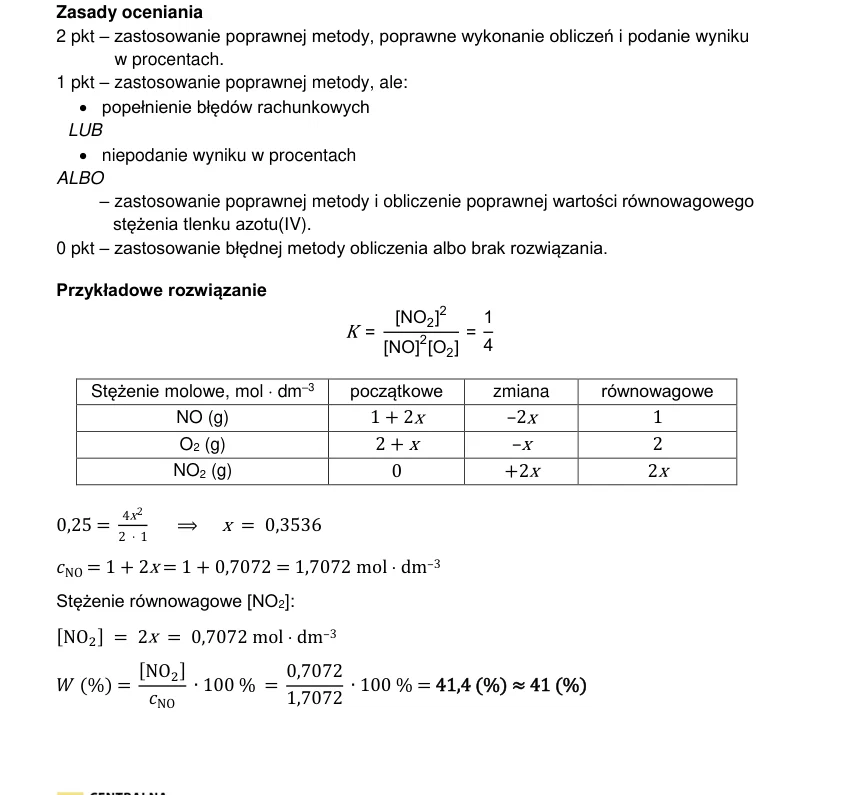 Zasady oceniania
2 pkt – zastosowanie poprawnej metody, poprawne wykonanie obliczeń i podanie wyniku
w procentach.
1 pkt – zastosowanie poprawnej metody, ale:
• popełnienie błędów rachunkowych
LUB
• niepodanie wyniku w procentach
ALBO
– zastosowanie poprawnej metody i obliczenie poprawnej wartości równowagowego
stężenia tlenku azotu(IV).
0 pkt – zastosowanie błędnej metody obliczenia albo brak rozwiązania.
Przykładowe rozwiązanie
K = [NO₂]² / [NO]²[O₂] = 1/4
Stężenie molowe, mol · dm⁻³ początkowe zmiana równowagowe
NO (g) 1 + 2x –2x 1
O₂ (g) 2 + x –x 2
NO₂ (g) 0 +2x 2x
0,25 = 4x² / 2 · 1 ⟹ x = 0,3536
c_NO = 1 + 2x = 1 + 0,7072 = 1,7072 mol · dm⁻³
Stężenie równowagowe [NO₂]:
[NO₂] = 2x = 0,7072 mol · dm⁻³
W (%) = [NO₂] / c_NO · 100 % = 0,7072 / 1,7072 · 100 % = 41,4 (%) ≈ 41 (%)